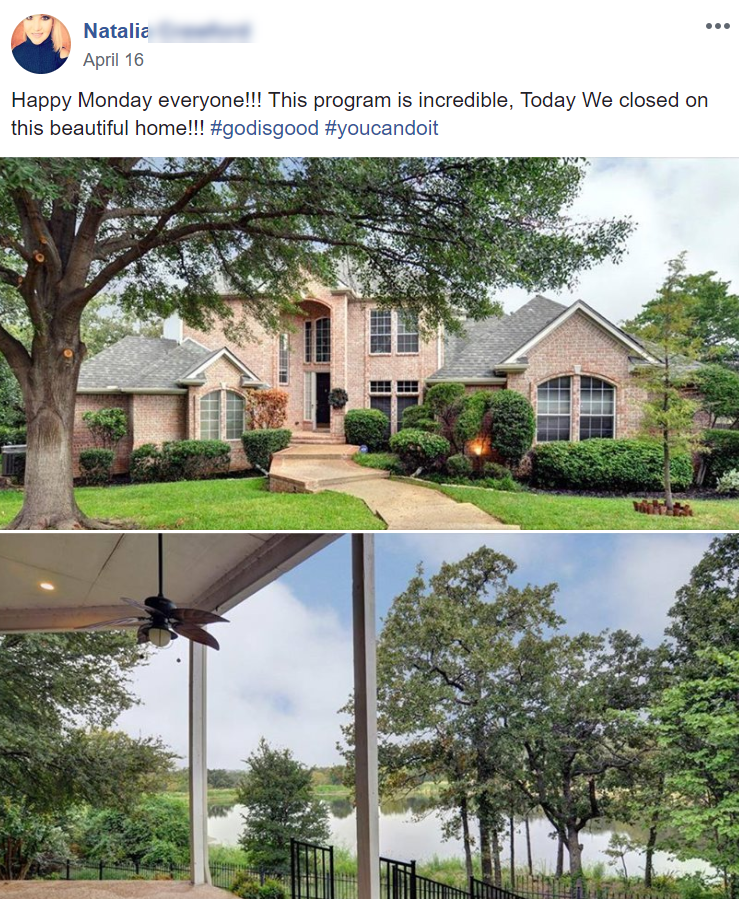 Natalia
April 16
Happy Monday everyone!!! This program is incredible, Today We closed on
this beautiful home!!! #godisgood #youcandoit